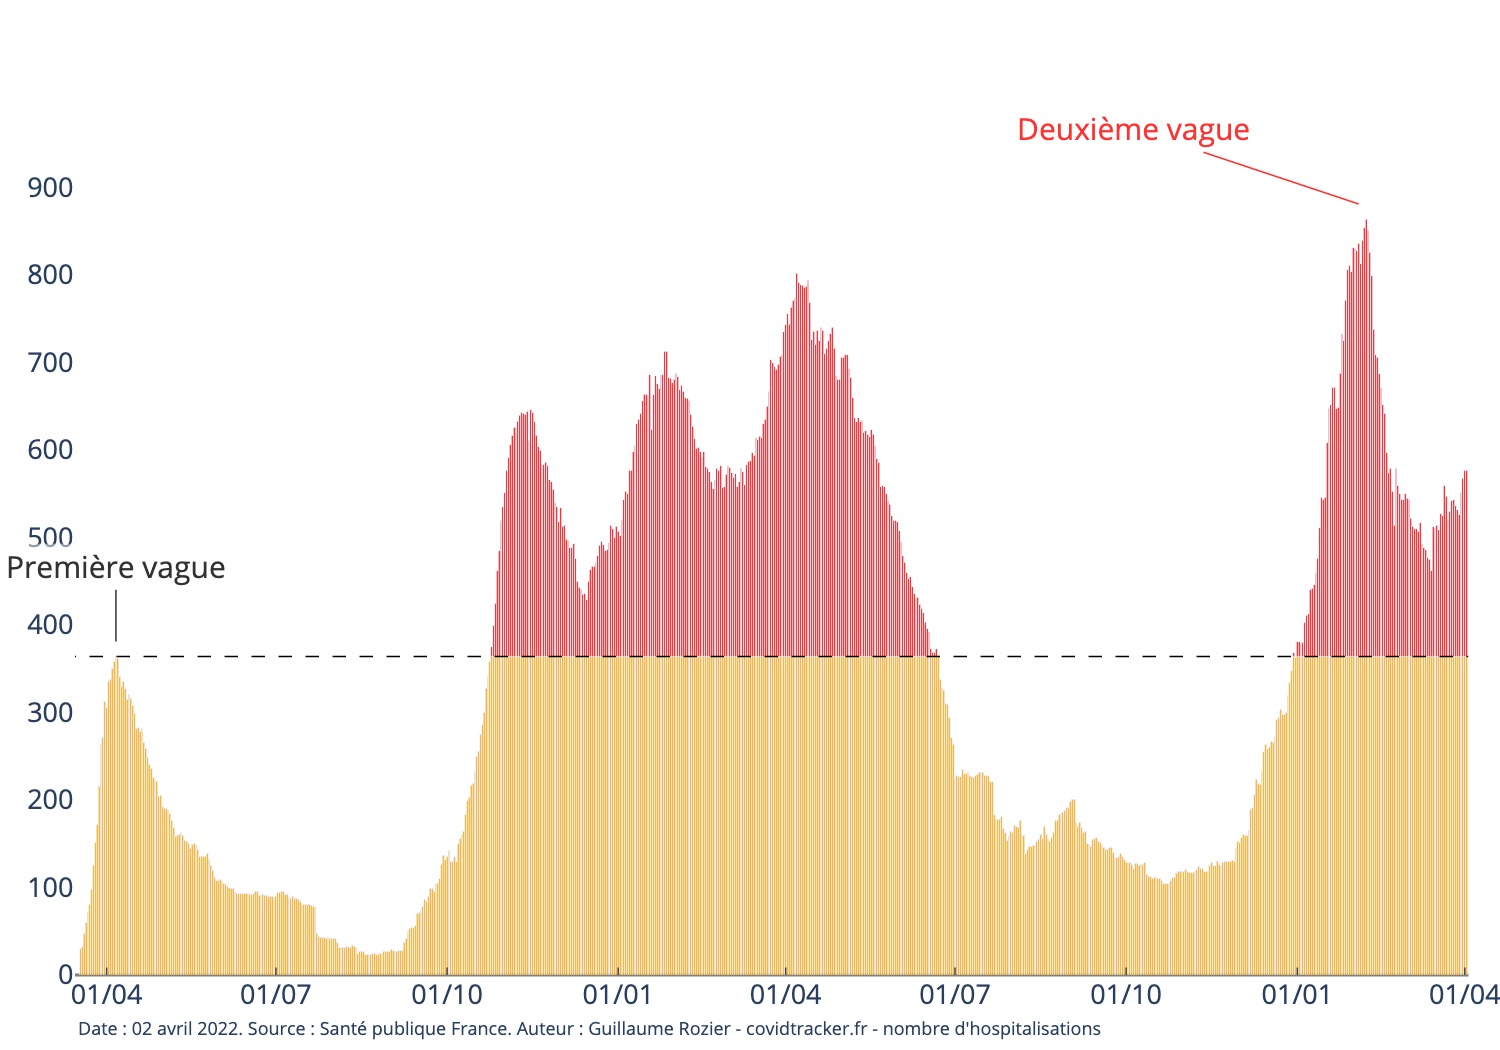 Deuxième vague
900
800
700
600
500
Première vague
400
300
200
100
0
01/04 01/07 01/10 01/01 01/04 01/07 01/10 01/01 01/04
Date : 02 avril 2022. Source : Santé publique France. Auteur : Guillaume Rozier - covidtracker.fr - nombre d'hospitalisations